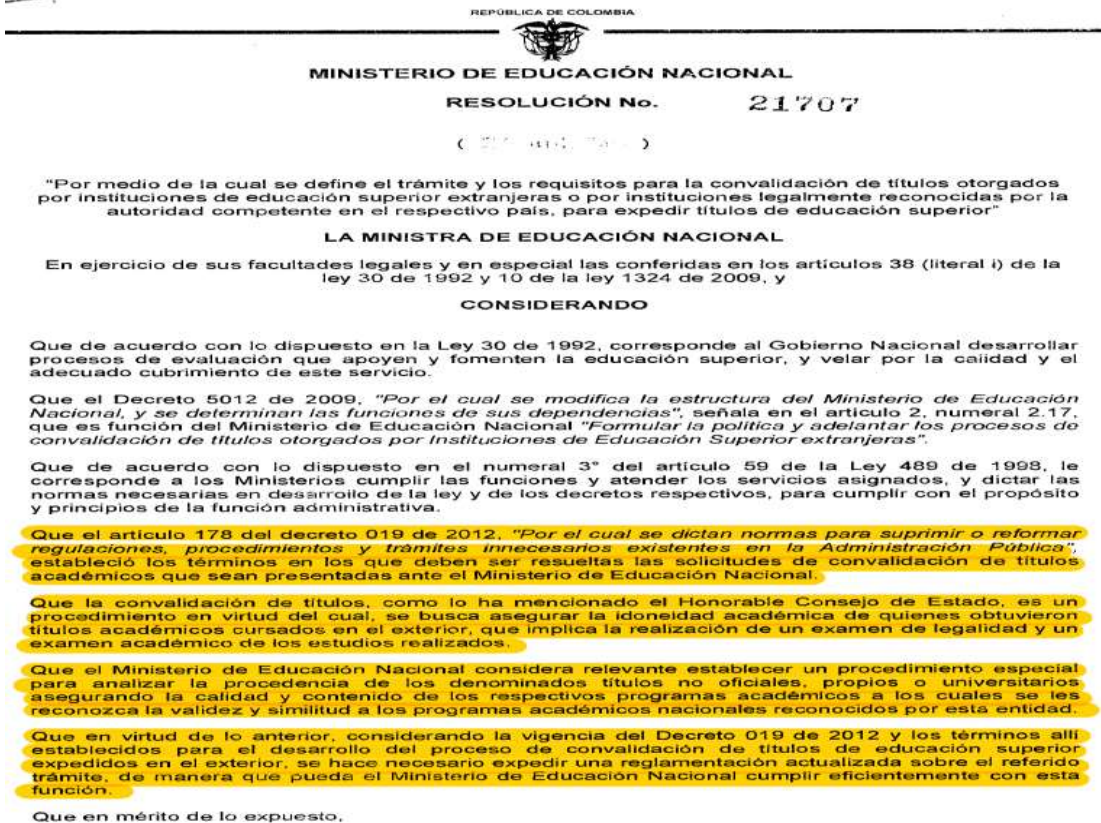 REPÚBLICA DE COLOMBIA
MINISTERIO DE EDUCACIÓN NACIONAL
RESOLUCIÓN No. 21707
( )
"Por medio de la cual se define el trámite y los requisitos para la convalidación de títulos otorgados
por instituciones de educación superior extranjeras o por instituciones legalmente reconocidas por la
autoridad competente en el respectivo país, para expedir títulos de educación superior"
LA MINISTRA DE EDUCACIÓN NACIONAL
En ejercicio de sus facultades legales y en especial las conferidas en los artículos 38 (literal i) de la
ley 30 de 1992 y 10 de la ley 1324 de 2009, y
CONSIDERANDO
Que de acuerdo con lo dispuesto en la Ley 30 de 1992, corresponde al Gobierno Nacional desarrollar
procesos de evaluación que apoyen y fomenten la educación superior, y velar por la calidad y el
adecuado cubrimiento de este servicio.
Que el Decreto 5012 de 2009, "Por el cual se modifica la estructura del Ministerio de Educación
Nacional, y se determinan las funciones de sus dependencias", señala en el articulo 2, numeral 2.17,
que es función del Ministerio de Educación Nacional "Formular la política y adelantar los procesos de
convalidación de títulos otorgados por Instituciones de Educación Superior extranjeras".
Que de acuerdo con lo dispuesto en el numeral 3° del artículo 59 de la Ley 489 de 1998, le
corresponde a los Ministerios cumplir las funciones y atender los servicios asignados, y dictar las
normas necesarias en desarrollo de la ley y de los decretos respectivos, para cumplir con el propósito
y principios de la función administrativa.
Que el artículo 178 del decreto 019 de 2012, "Por el cual se dictan normas para suprimir o reformar
regulaciones, procedimientos y trámites innecesarios existentes en la Administración Pública",
estableció los términos en los que deben ser resueltas las solicitudes de convalidación de títulos
académicos que sean presentadas ante el Ministerio de Educación Nacional.
Que la convalidación de títulos, como lo ha mencionado el Honorable Consejo de Estado, es un
procedimiento en virtud del cual, se busca asegurar la idoneidad académica de quienes obtuvieron
títulos académicos cursados en el exterior, que implica la realización de un examen de legalidad y un
examen académico de los estudios realizados.
Que el Ministerio de Educación Nacional considera relevante establecer un procedimiento especial
para analizar la procedencia de los denominados títulos no oficiales, propios o universitarios
asegurando la calidad y contenido de los respectivos programas académicos a los cuales se les
reconozca la validez y similitud a los programas académicos nacionales reconocidos por esta entidad.
Que en virtud de lo anterior, considerando la vigencia del Decreto 019 de 2012 y los términos allí
establecidos para el desarrollo del proceso de convalidación de títulos de educación superior
expedidos en el exterior, se hace necesario expedir una reglamentación actualizada sobre el referido
trámite, de manera que pueda el Ministerio de Educación Nacional cumplir eficientemente con esta
función.
Que en mérito de lo expuesto,